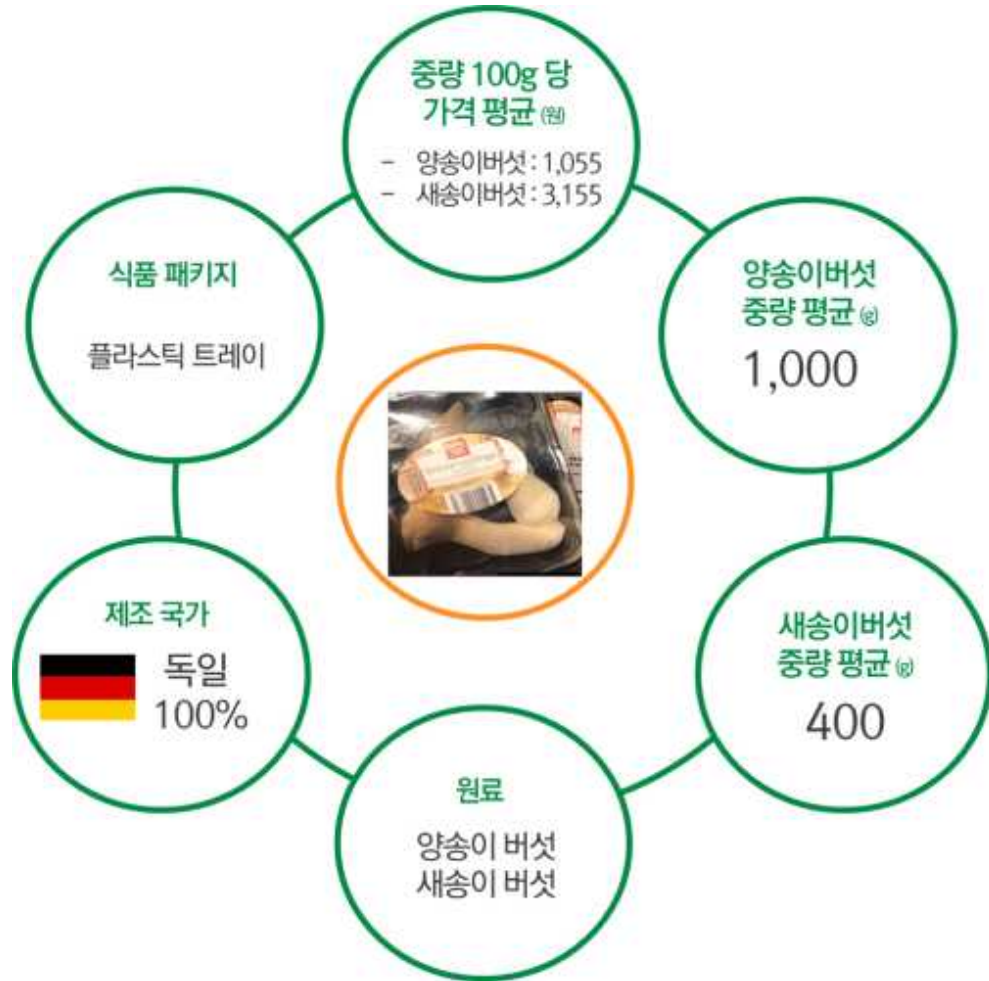 중량 100g 당
가격 평균 (원)
- 양송이버섯 : 1,055
- 새송이버섯 : 3,155
양송이버섯
중량 평균 (g)
1,000
새송이버섯
중량 평균 (g)
400
원료
양송이 버섯
새송이 버섯
제조 국가
독일
100%
식품 패키지
플라스틱 트레이